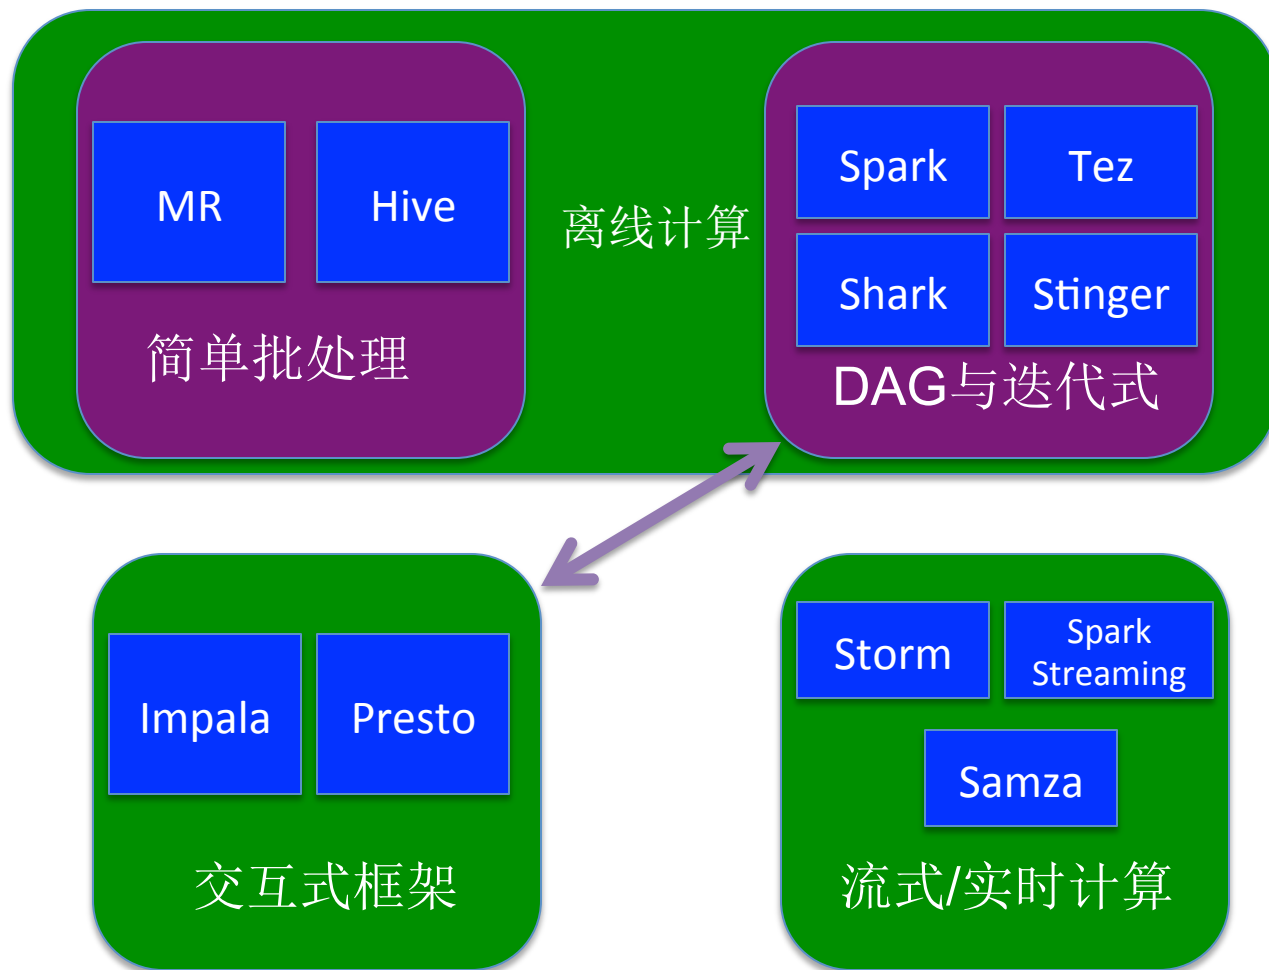 MR
Hive
简单批处理
离线计算
Spark
Tez
Shark
Stinger
DAG与迭代式
Impala
Presto
交互式框架
Storm
Spark
Streaming
Samza
流式/实时计算